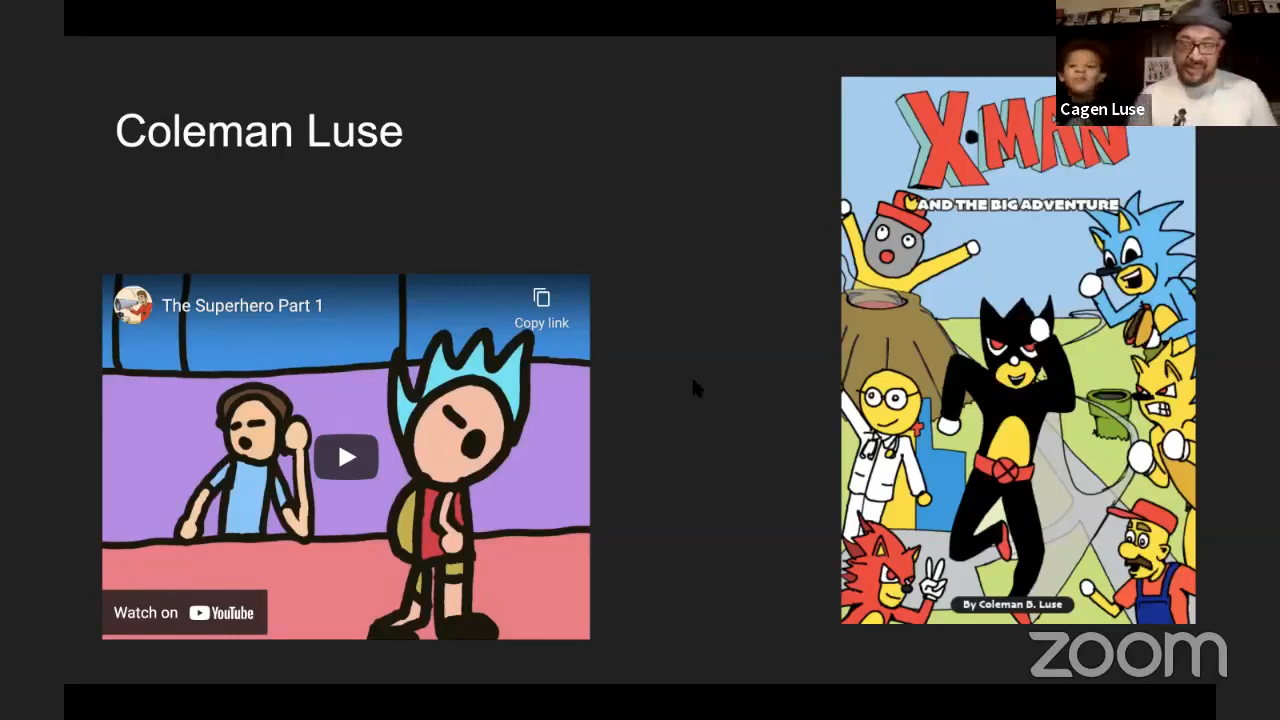 Coleman Luse
The Superhero Part 1
Copy link
Watch on YouTube
X·MAN
AND THE BIG ADVENTURE
By Coleman B. Luse
Cagen Luse
zoom